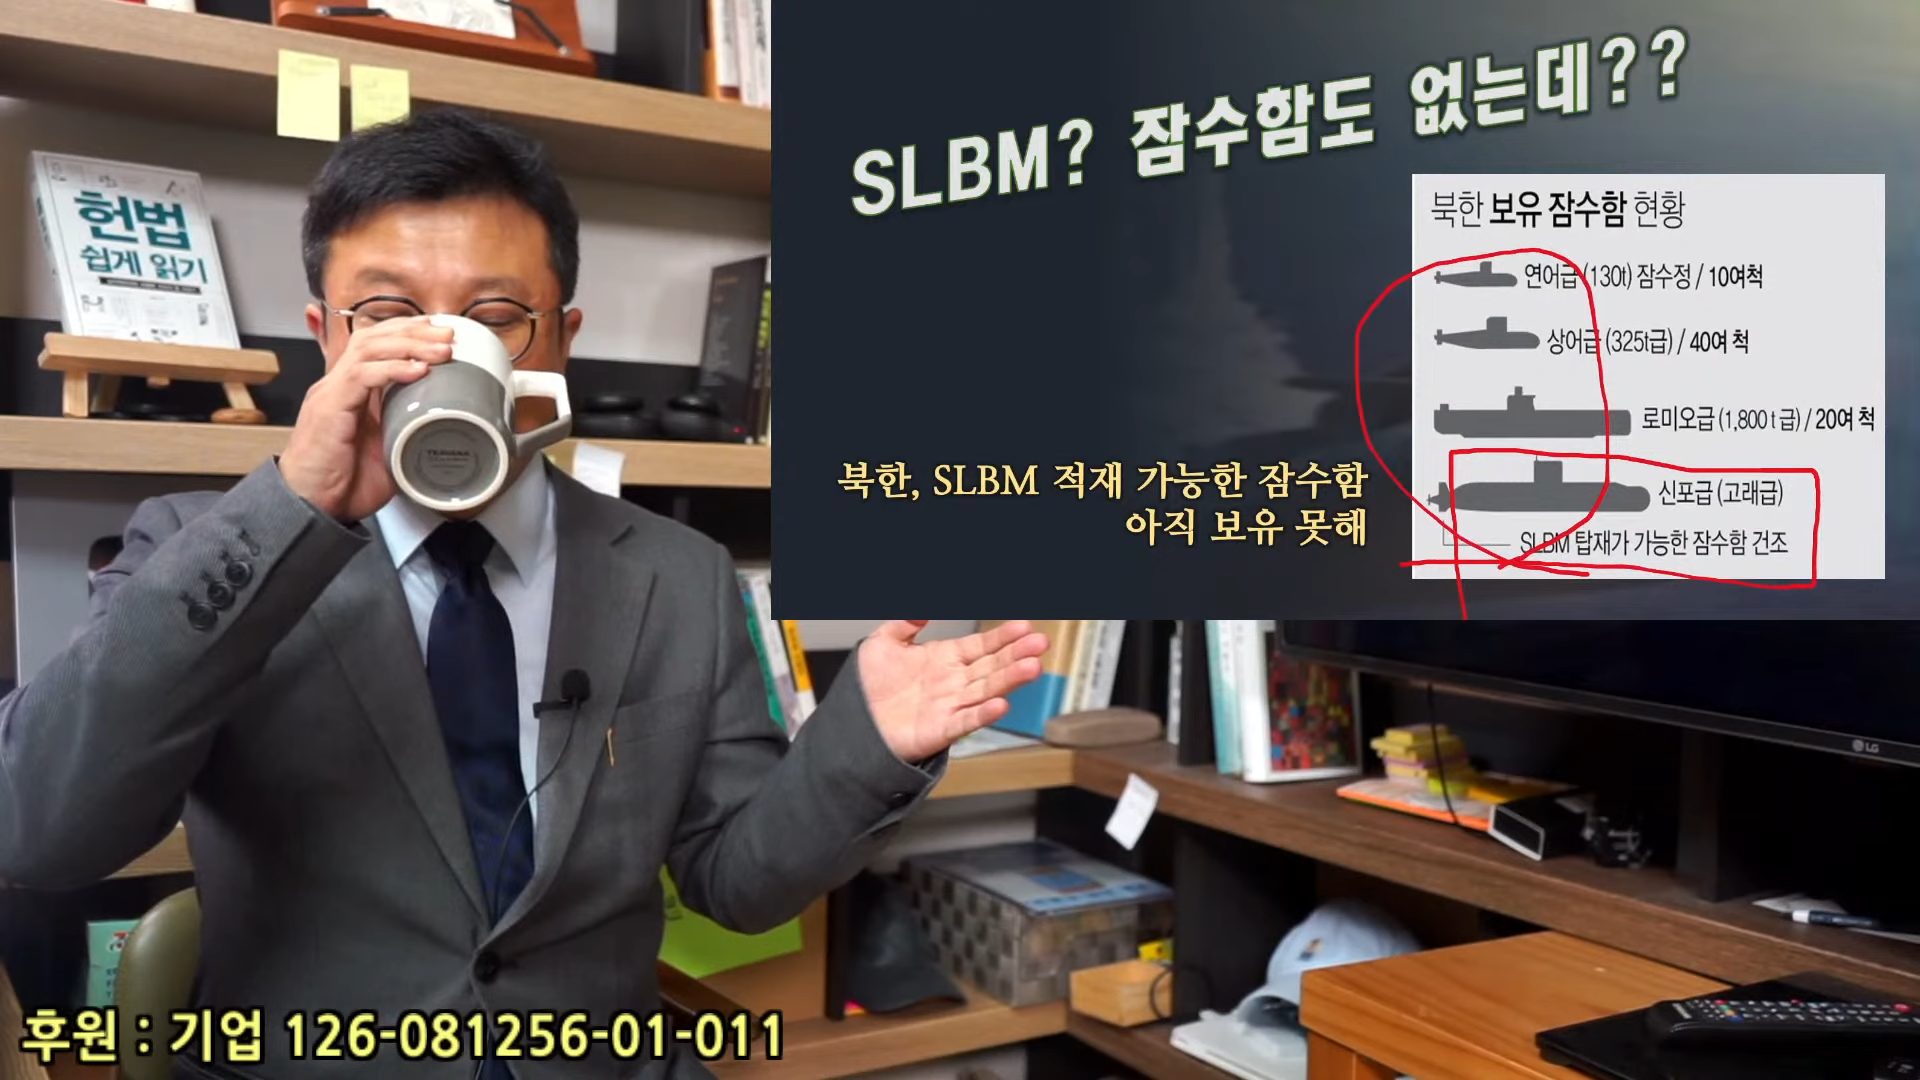 SLBM? 잠수함도 없는데??
북한 보유 잠수함 현황
연어급 (130t) 잠수정 / 10여척
상어급 (325t급) / 40여 척
로미오급 (1,800 t 급) / 20여 척
신포급 (고래급)
SLBM 탑재가 가능한 잠수함 건조
북한, SLBM 적재 가능한 잠수함
아직 보유 못해
헌법
쉽게 읽기
LG
후원 : 기업 126-081256-01-011